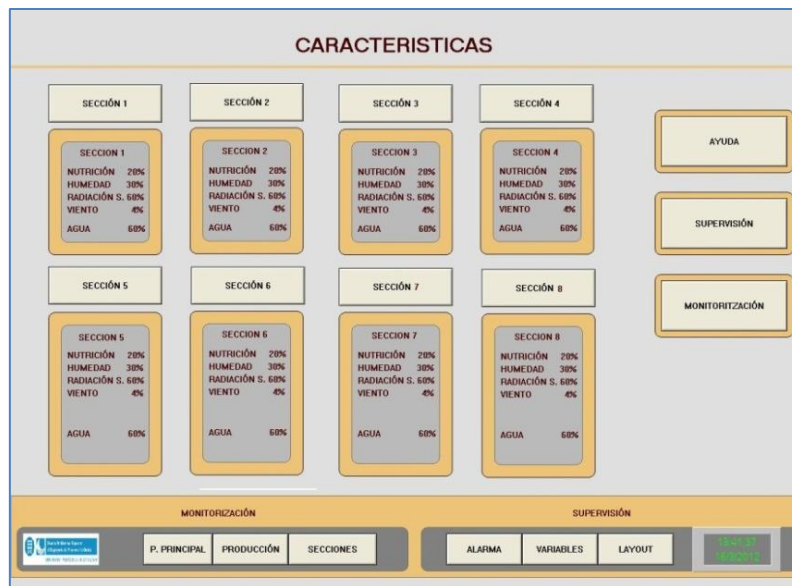 CARACTERISTICAS
SECCIÓN 1
SECCIÓN 2
SECCIÓN 3
SECCIÓN 4
SECCION 1
NUTRICIÓN 20%
HUMEDAD 30%
RADIACIÓN S. 60%
VIENTO 4%
AGUA 60%
SECCION 2
NUTRICIÓN 20%
HUMEDAD 30%
RADIACIÓN S. 60%
VIENTO 4%
AGUA 60%
SECCION 3
NUTRICIÓN 20%
HUMEDAD 30%
RADIACIÓN S. 60%
VIENTO 4%
AGUA 60%
SECCION 4
NUTRICIÓN 20%
HUMEDAD 30%
RADIACIÓN S. 60%
VIENTO 4%
AGUA 60%
AYUDA
SUPERVISIÓN
MONITORITZACIÓN
SECCIÓN 5
SECCIÓN 6
SECCIÓN 7
SECCIÓN 8
SECCION 5
NUTRICIÓN 20%
HUMEDAD 30%
RADIACIÓN S. 60%
VIENTO 4%
AGUA 60%
SECCION 6
NUTRICIÓN 20%
HUMEDAD 30%
RADIACIÓN S. 60%
VIENTO 4%
AGUA 60%
SECCION 7
NUTRICIÓN 20%
HUMEDAD 30%
RADIACIÓN S. 60%
VIENTO 4%
AGUA 60%
SECCION 8
NUTRICIÓN 20%
HUMEDAD 30%
RADIACIÓN S. 60%
VIENTO 4%
AGUA 60%
MONITORIZACIÓN
P. PRINCIPAL
PRODUCCIÓN
SECCIONES
SUPERVISIÓN
ALARMA
VARIABLES
LAYOUT